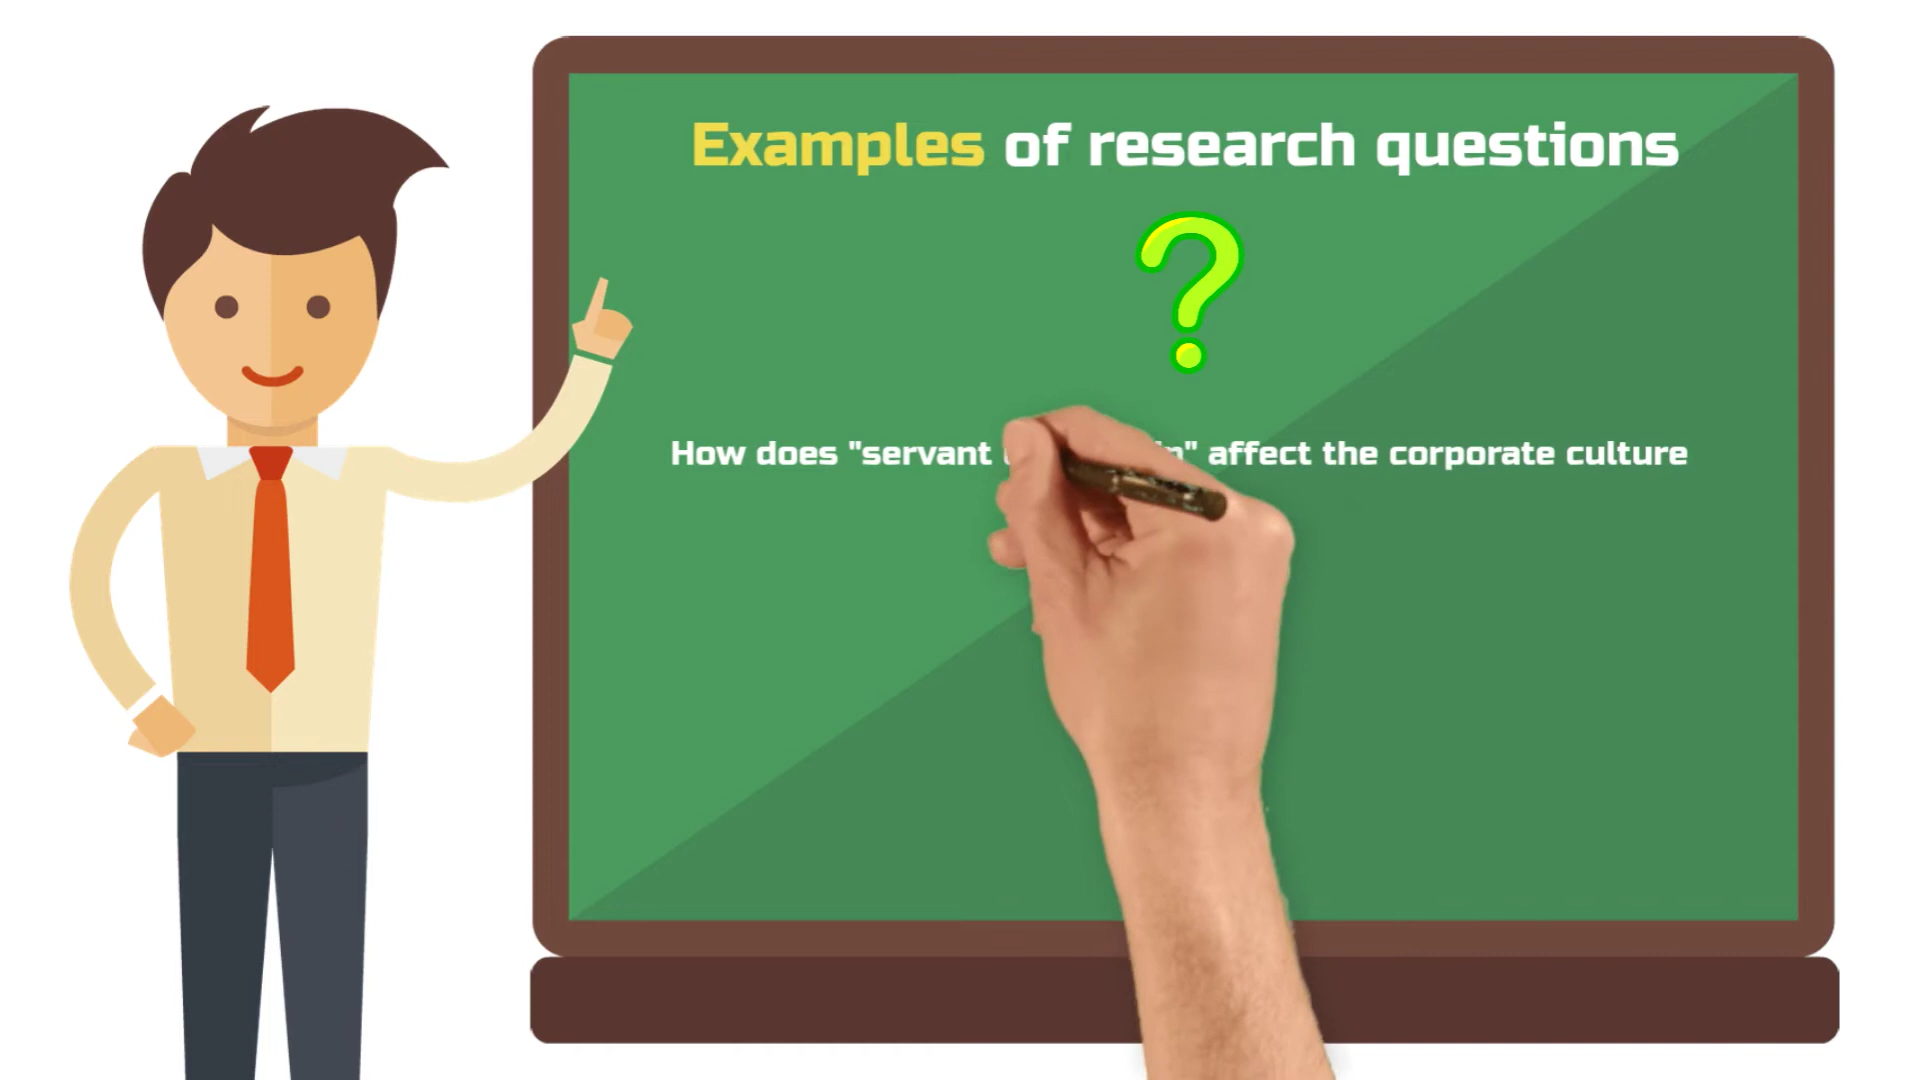 Examples of research questions
How does "servant " affect the corporate culture